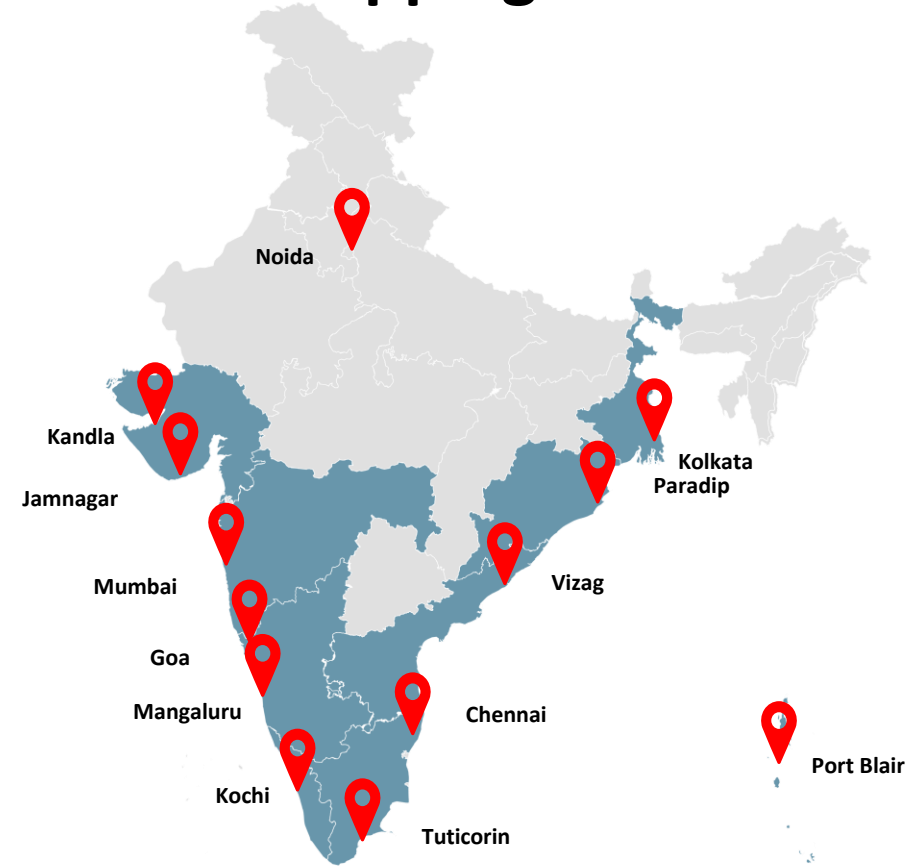 Noida
Kandla
Jamnagar
Kolkata
Paradip
Mumbai
Vizag
Goa
Mangaluru
Chennai
Port Blair
Kochi
Tuticorin